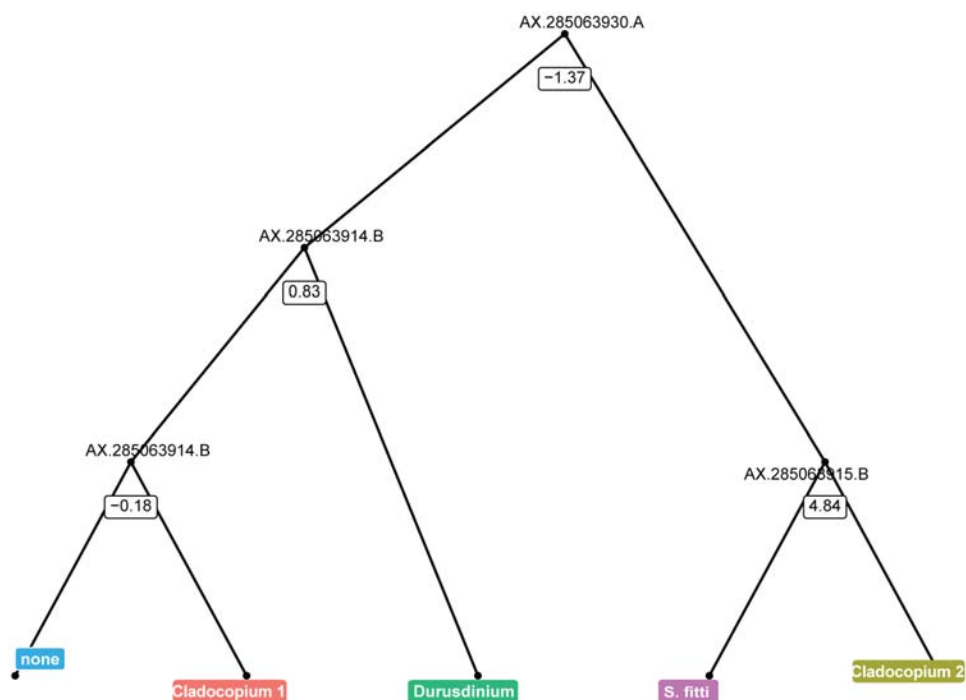 AX.285063930.A
−1.37
AX.285063914.B
0.83
AX.285063914.B
−0.18
AX.285063915.B
4.84
none
Cladocopium 1
Durusdinium
S. fitti
Cladocopium 2